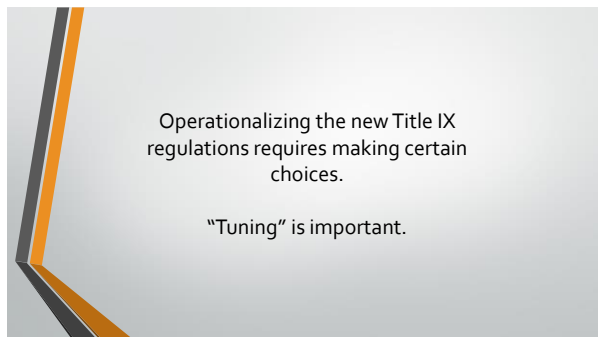 Operationalizing the new Title IX
regulations requires making certain
choices.
“Tuning” is important.